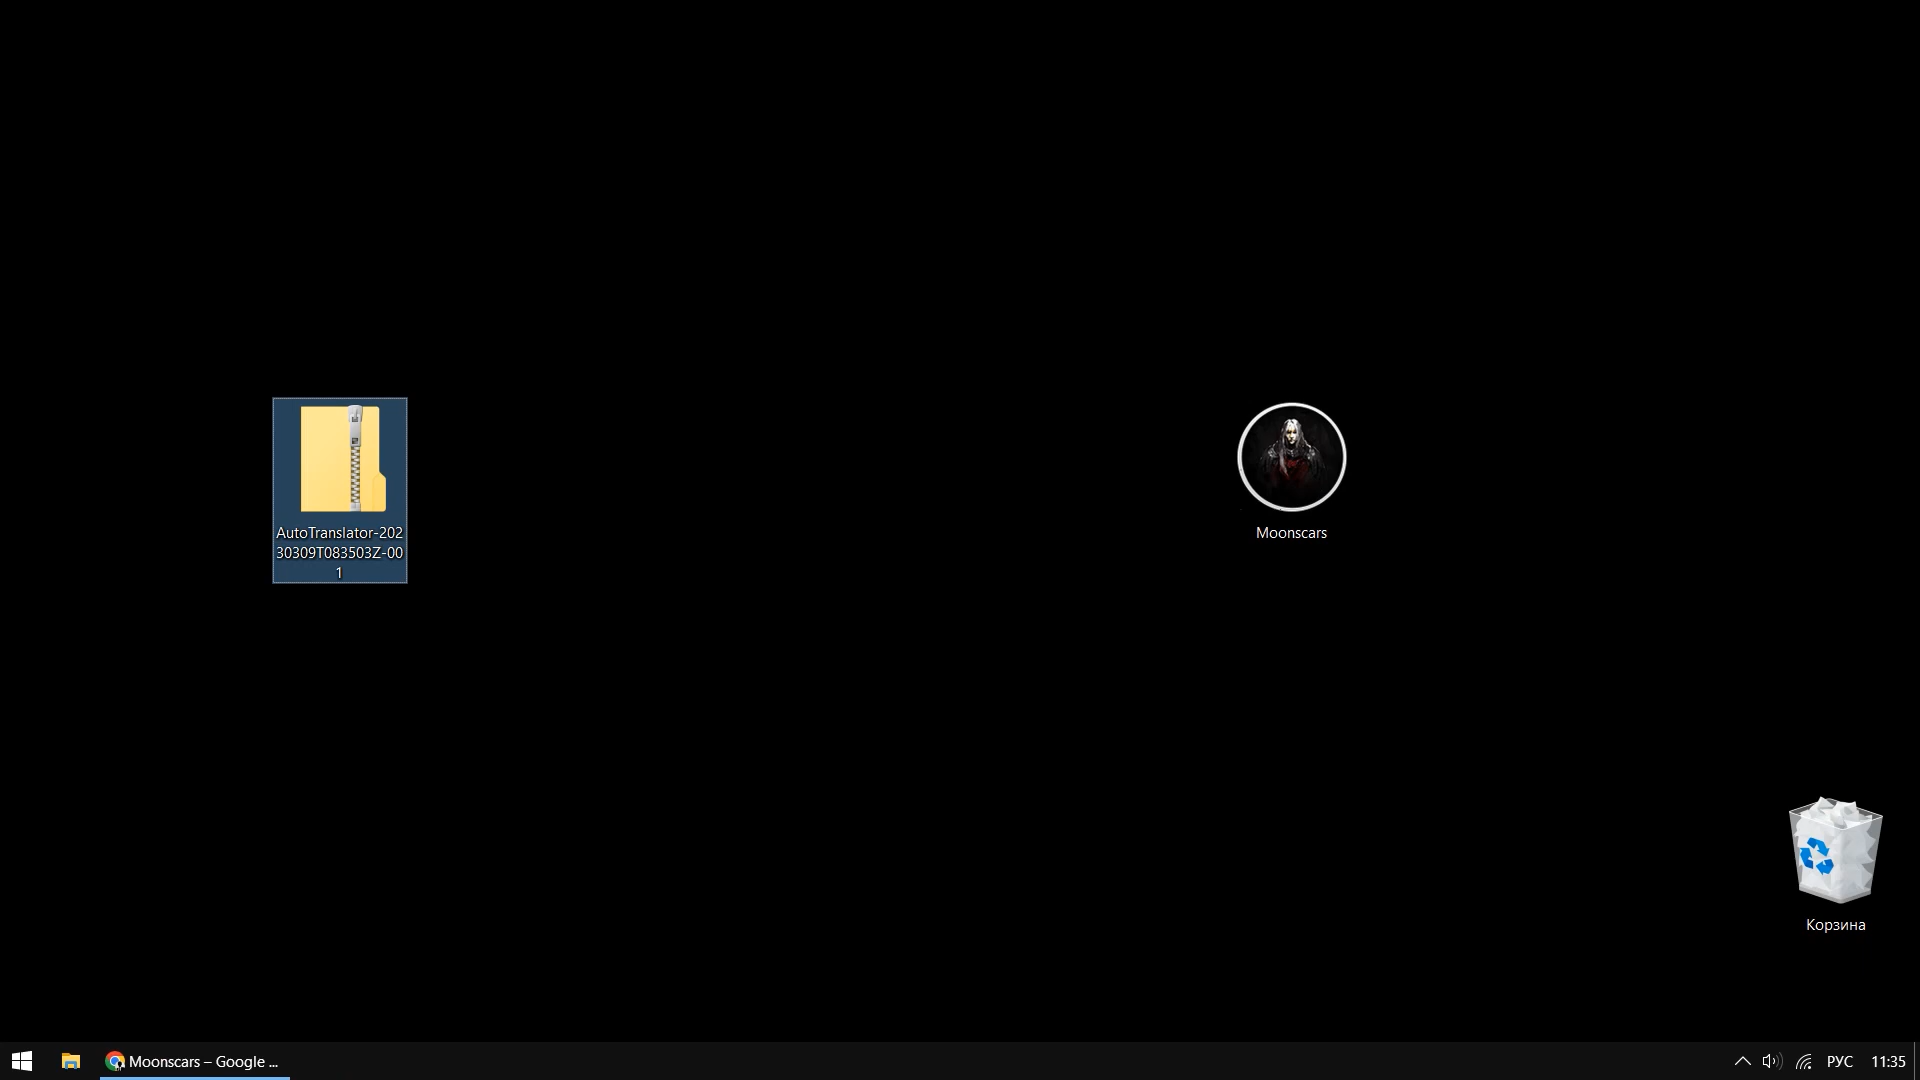 AutoTranslator-202
30309T083503Z-00
1
Moonscars
Корзина
Moonscars – Google ...
РУС
11:35